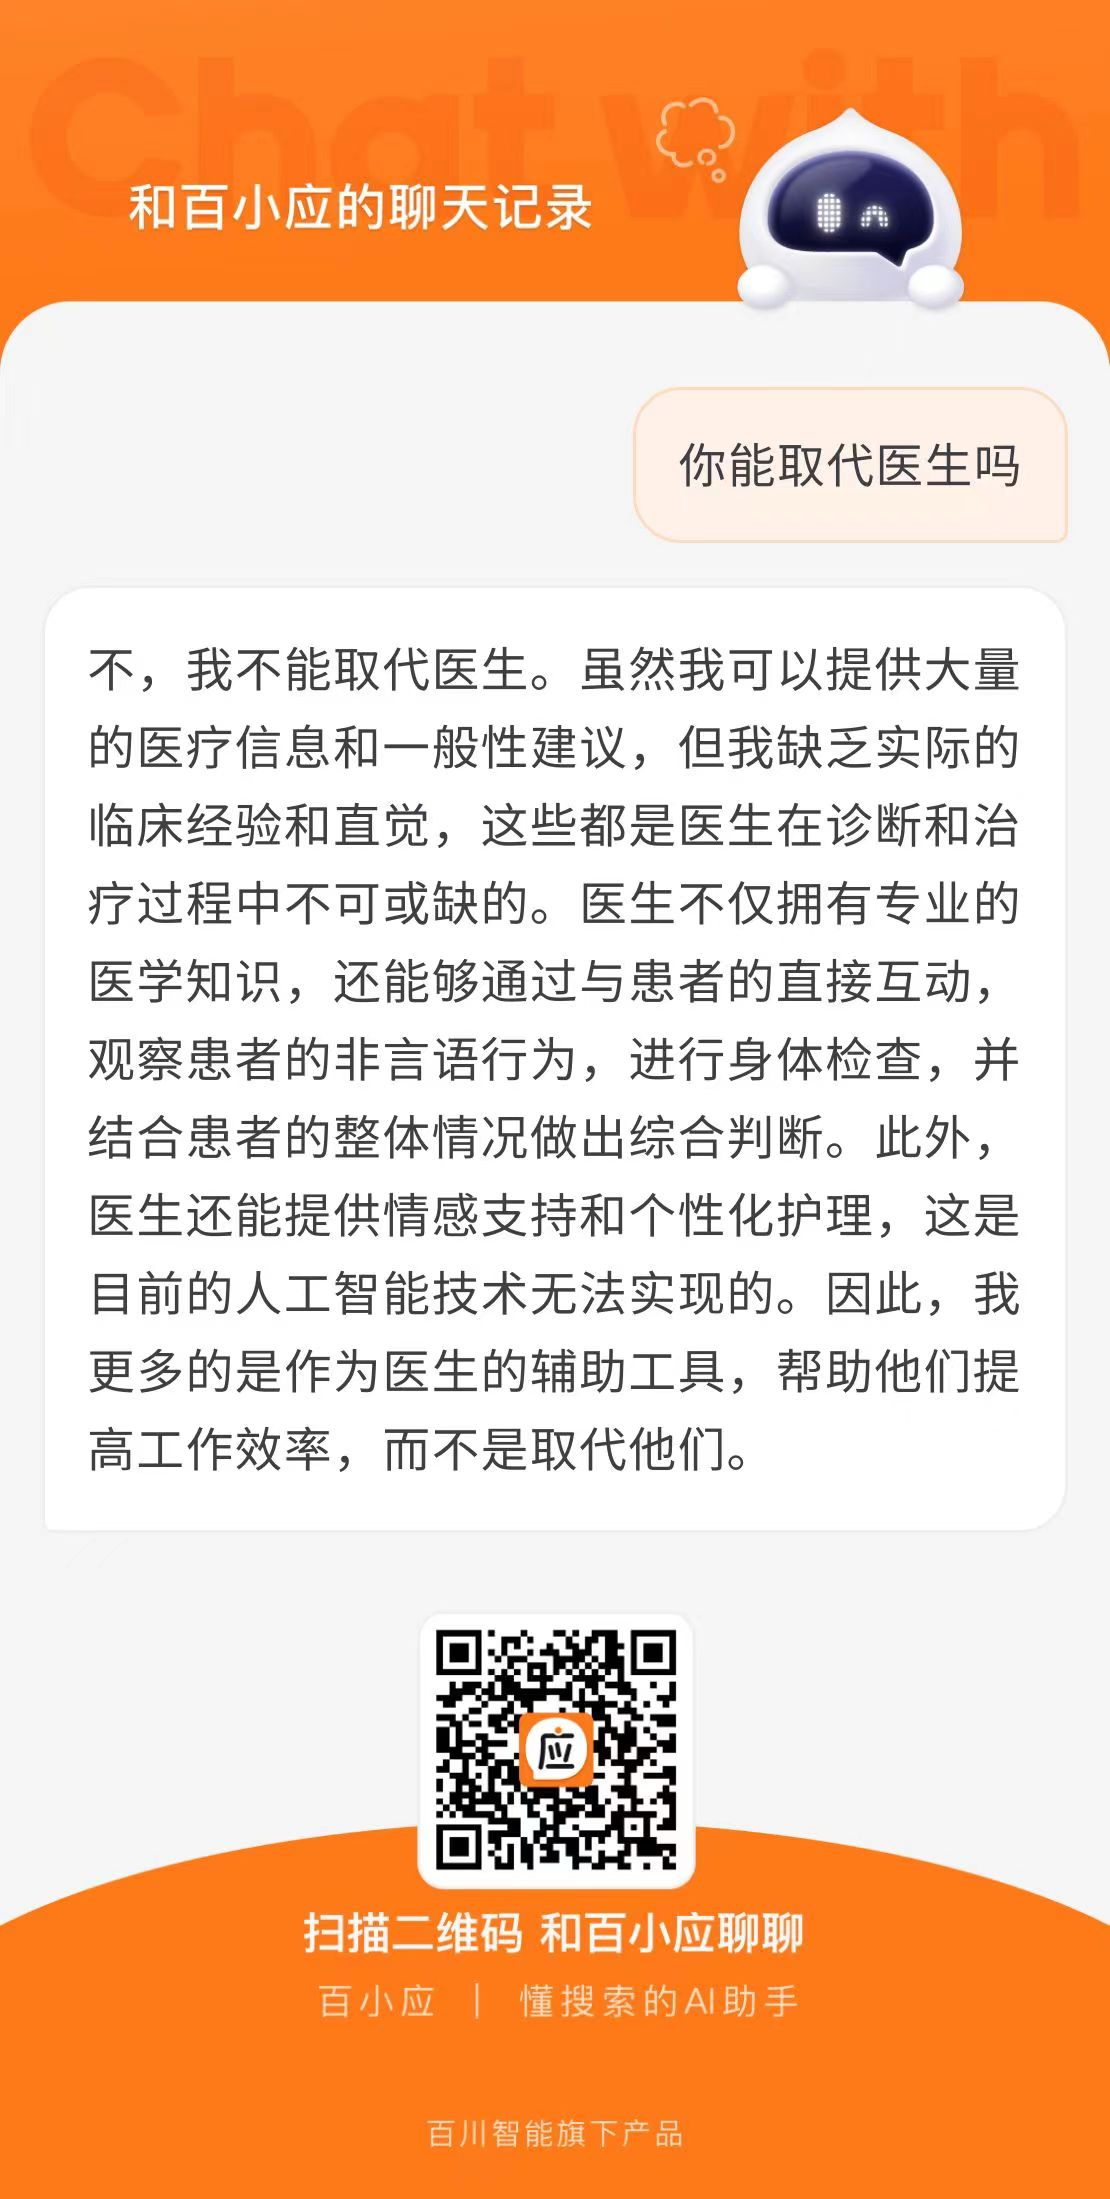 Chat with
和百小应的聊天记录
你能取代医生吗
不，我不能取代医生。虽然我可以提供大量
的医疗信息和一般性建议，但我缺乏实际的
临床经验和直觉，这些都是医生在诊断和治
疗过程中不可或缺的。医生不仅拥有专业的
医学知识，还能够通过与患者的直接互动，
观察患者的非言语行为，进行身体检查，并
结合患者的整体情况做出综合判断。此外，
医生还能提供情感支持和个性化护理，这是
目前的人工智能技术无法实现的。因此，我
更多的是作为医生的辅助工具，帮助他们提
高工作效率，而不是取代他们。
应
扫描二维码 和百小应聊聊
百小应 | 懂搜索的AI助手
百川智能旗下产品